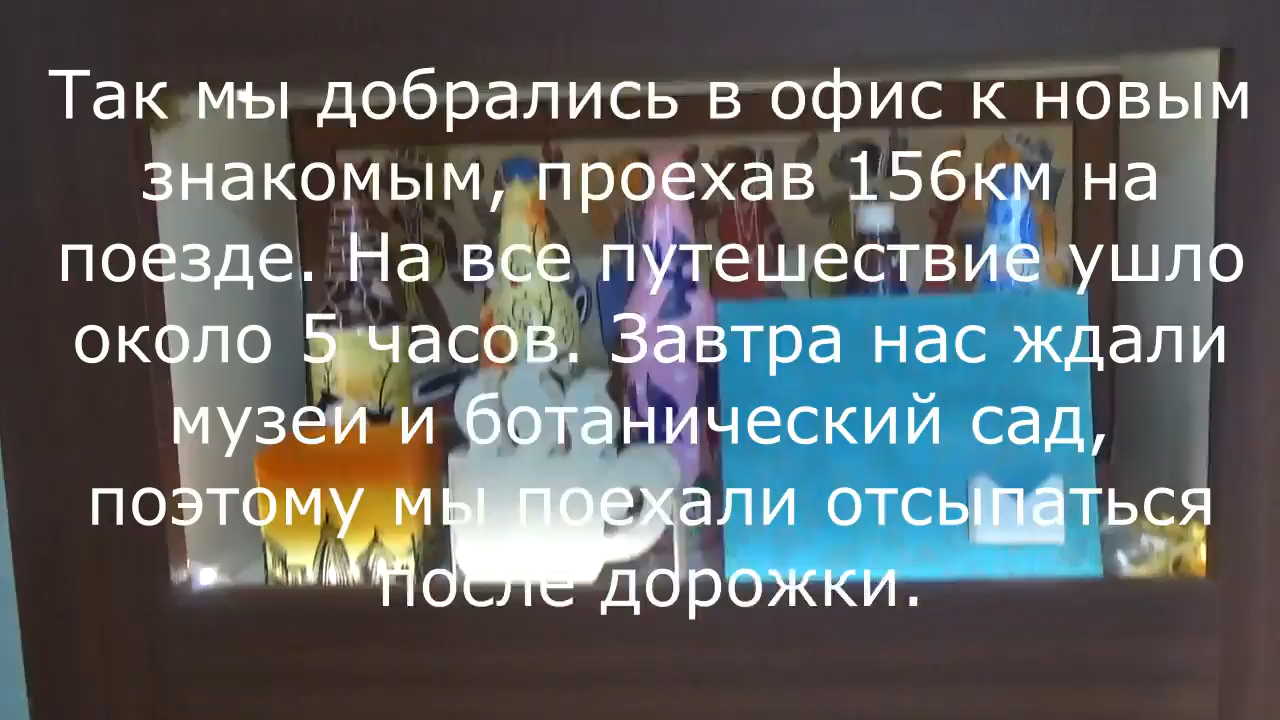 Так мы добрались в офис к новым
знакомым, проехав 156км на
поезде. На все путешествие ушло
около 5 часов. Завтра нас ждали
музеи и ботанический сад,
поэтому мы поехали отсыпаться
после дорожки.